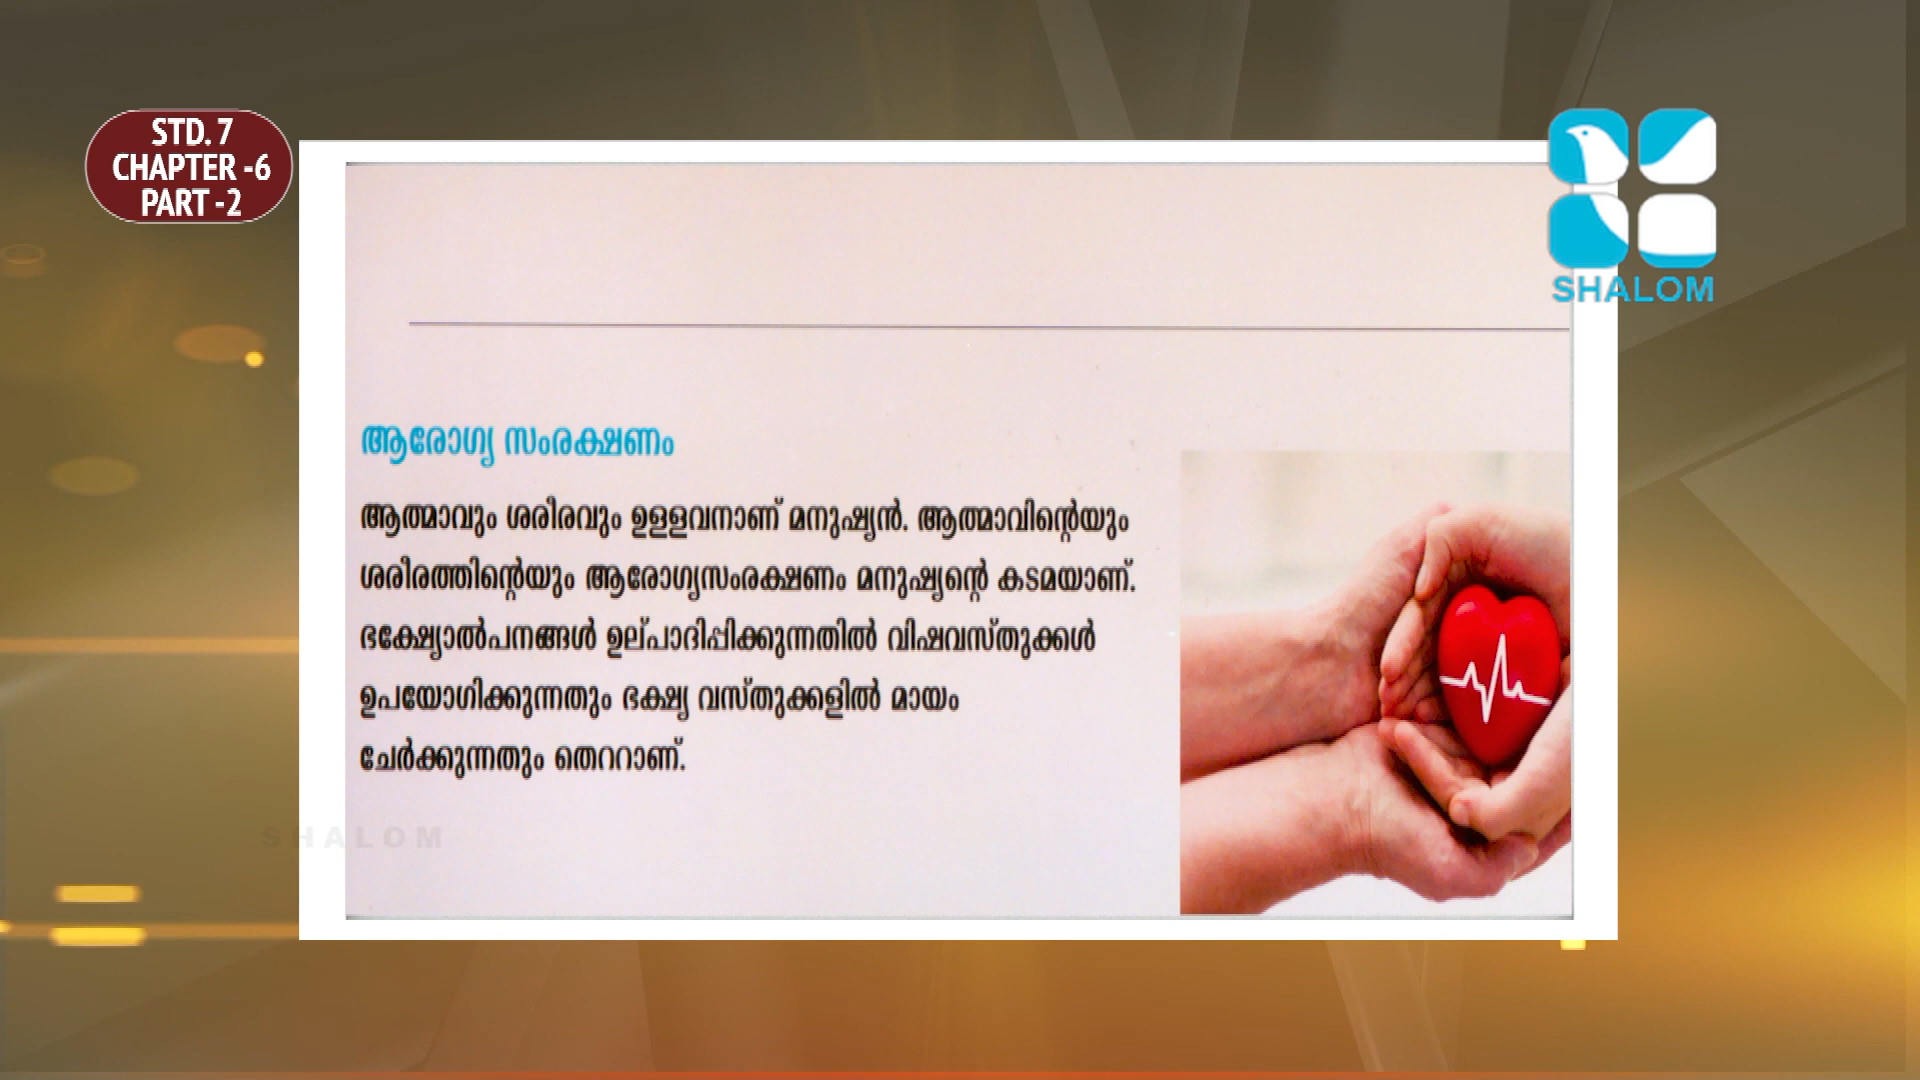 STD. 7
CHAPTER -6
PART -2
SHALOM
ആരോഗ്യ സംരക്ഷണം
ആത്മാവും ശരീരവും ഉള്ളവനാണ് മനുഷ്യൻ. ആത്മാവിന്റെയും
ശരീരത്തിന്റെയും ആരോഗ്യസംരക്ഷണം മനുഷ്യന്റെ കടമയാണ്.
ഭക്ഷ്യോൽപനങ്ങൾ ഉല്പാദിപ്പിക്കുന്നതിൽ വിഷവസ്തുക്കൾ
ഉപയോഗിക്കുന്നതും ഭക്ഷ്യ വസ്തുക്കളിൽ മായം
ചേർക്കുന്നതും തെററാണ്.
SHALOM